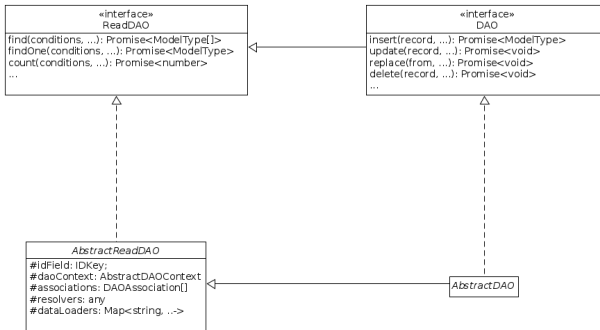 «interface»
ReadDAO
find(conditions, ...): Promise<ModelType[]>
findOne(conditions, ...): Promise<ModelType>
count(conditions, ...): Promise<number>
...
«interface»
DAO
insert(record, ...): Promise<ModelType>
update(record, ...): Promise<void>
replace(from, ...): Promise<void>
delete(record, ...): Promise<void>
...
AbstractReadDAO
#idField: IDKey;
#daoContext: AbstractDAOContext
#associations: DAOAssociation[]
#resolvers: any
#dataLoaders: Map<string, ..->
AbstractDAO